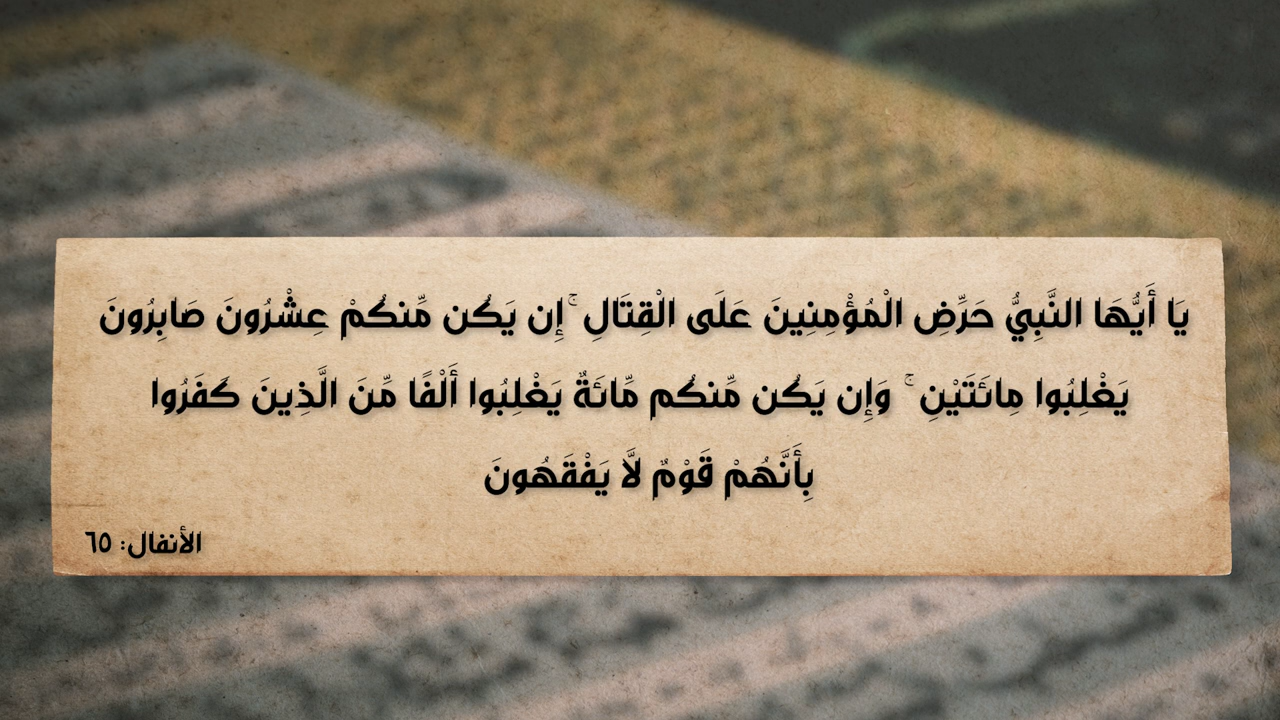 يَا أَيُّهَا النَّبِيُّ حَرِّضِ الْمُؤْمِنِينَ عَلَى الْقِتَالِ ۚ إِن يَكُن مِّنكُمْ عِشْرُونَ صَابِرُونَ
يَغْلِبُوا مِائَتَيْنِ ۚ وَإِن يَكُن مِّنكُم مِّائَةٌ يَغْلِبُوا أَلْفًا مِّنَ الَّذِينَ كَفَرُوا
بِأَنَّهُمْ قَوْمٌ لَّا يَفْقَهُونَ
الأنفال: ٦٥